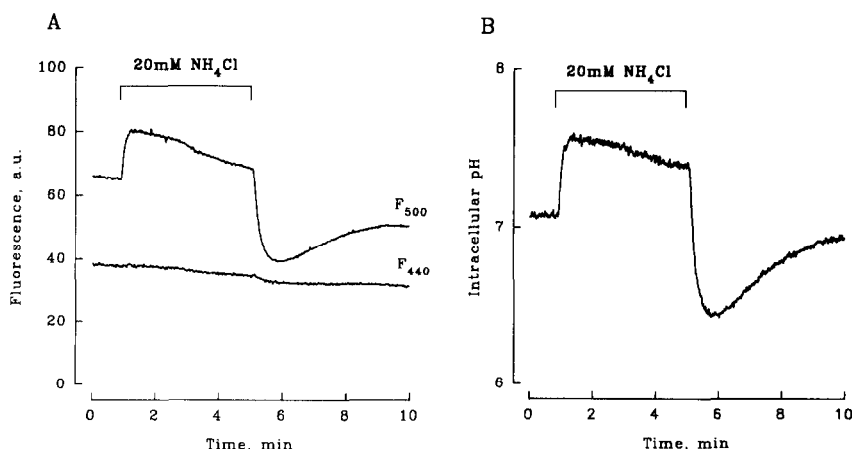 A
20mM NH₄Cl
100
80
60
40
20
0
Fluorescence, a.u.
F₅₀₀
F₄₄₀
0 2 4 6 8 10
Time, min
B
20mM NH₄Cl
8
7
6
Intracellular pH
0 2 4 6 8 10
Time, min